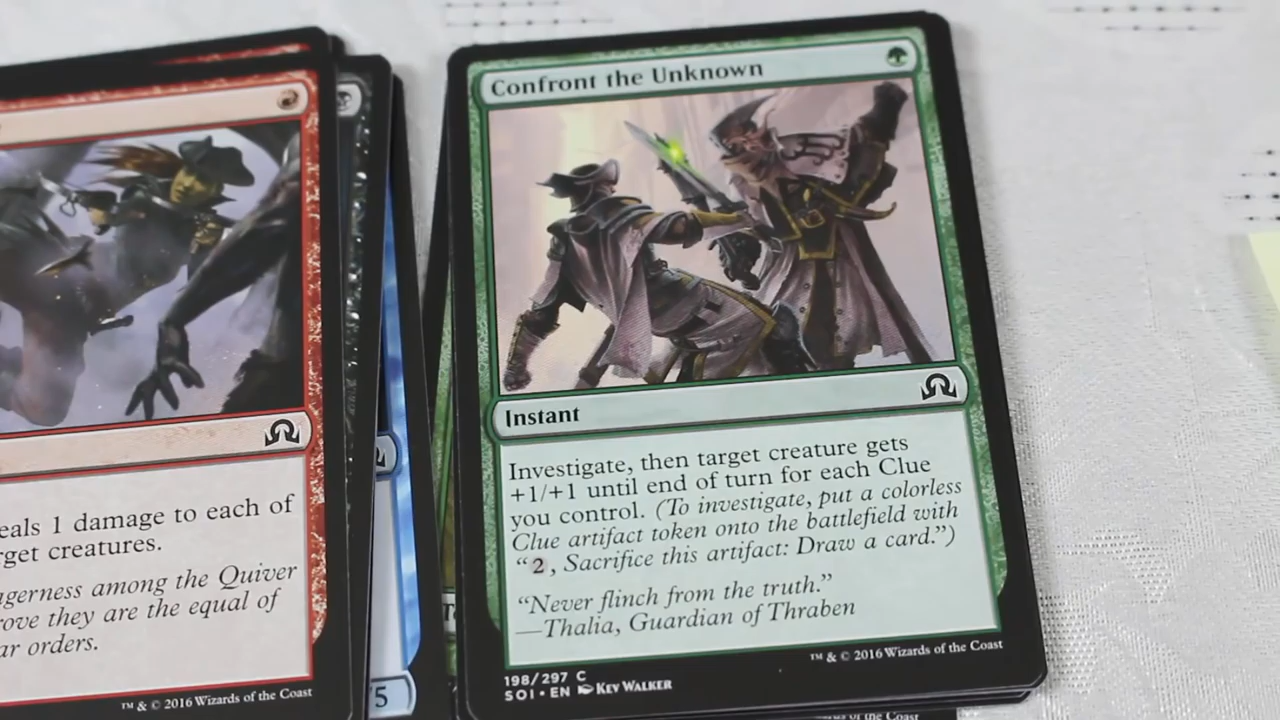 Confront the Unknown
Instant
Investigate, then target creature gets
+1/+1 until end of turn for each Clue
you control. (To investigate, put a colorless
Clue artifact token onto the battlefield with
“2, Sacrifice this artifact: Draw a card.”)
“Never flinch from the truth.”
—Thalia, Guardian of Thraben
198/297 C
SOI • EN Kev Walker
™ & © 2016 Wizards of the Coast
eals 1 damage to each of
rget creatures.
agerness among the Quiver
rove they are the equal of
ar orders.
™ & © 2016 Wizards of the Coast
5
of the Coast